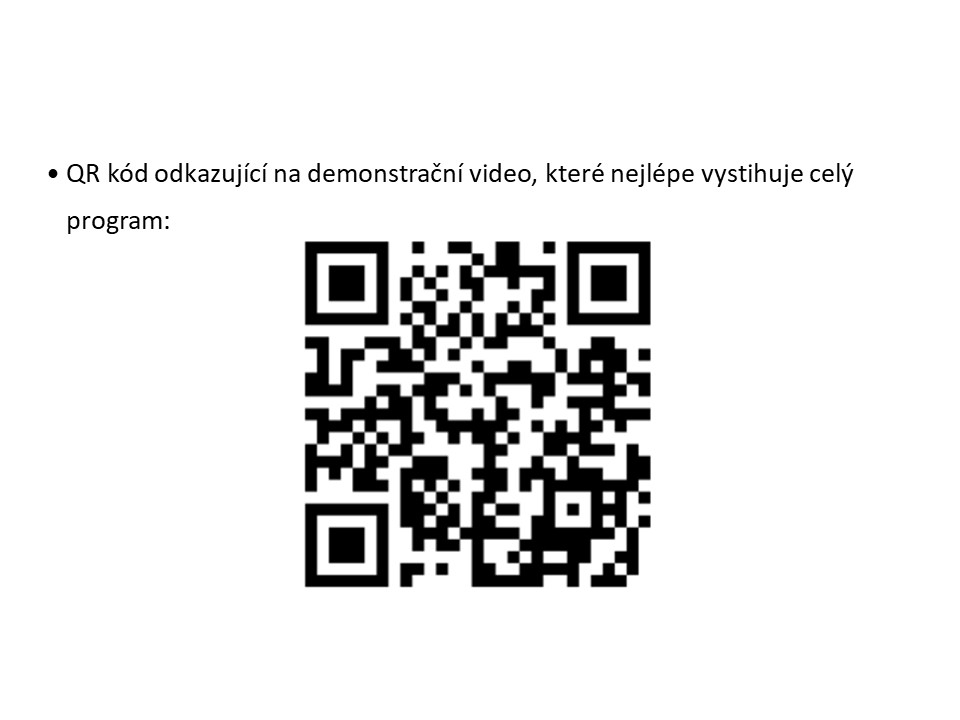 • QR kód odkazující na demonstrační video, které nejlépe vystihuje celý
program: